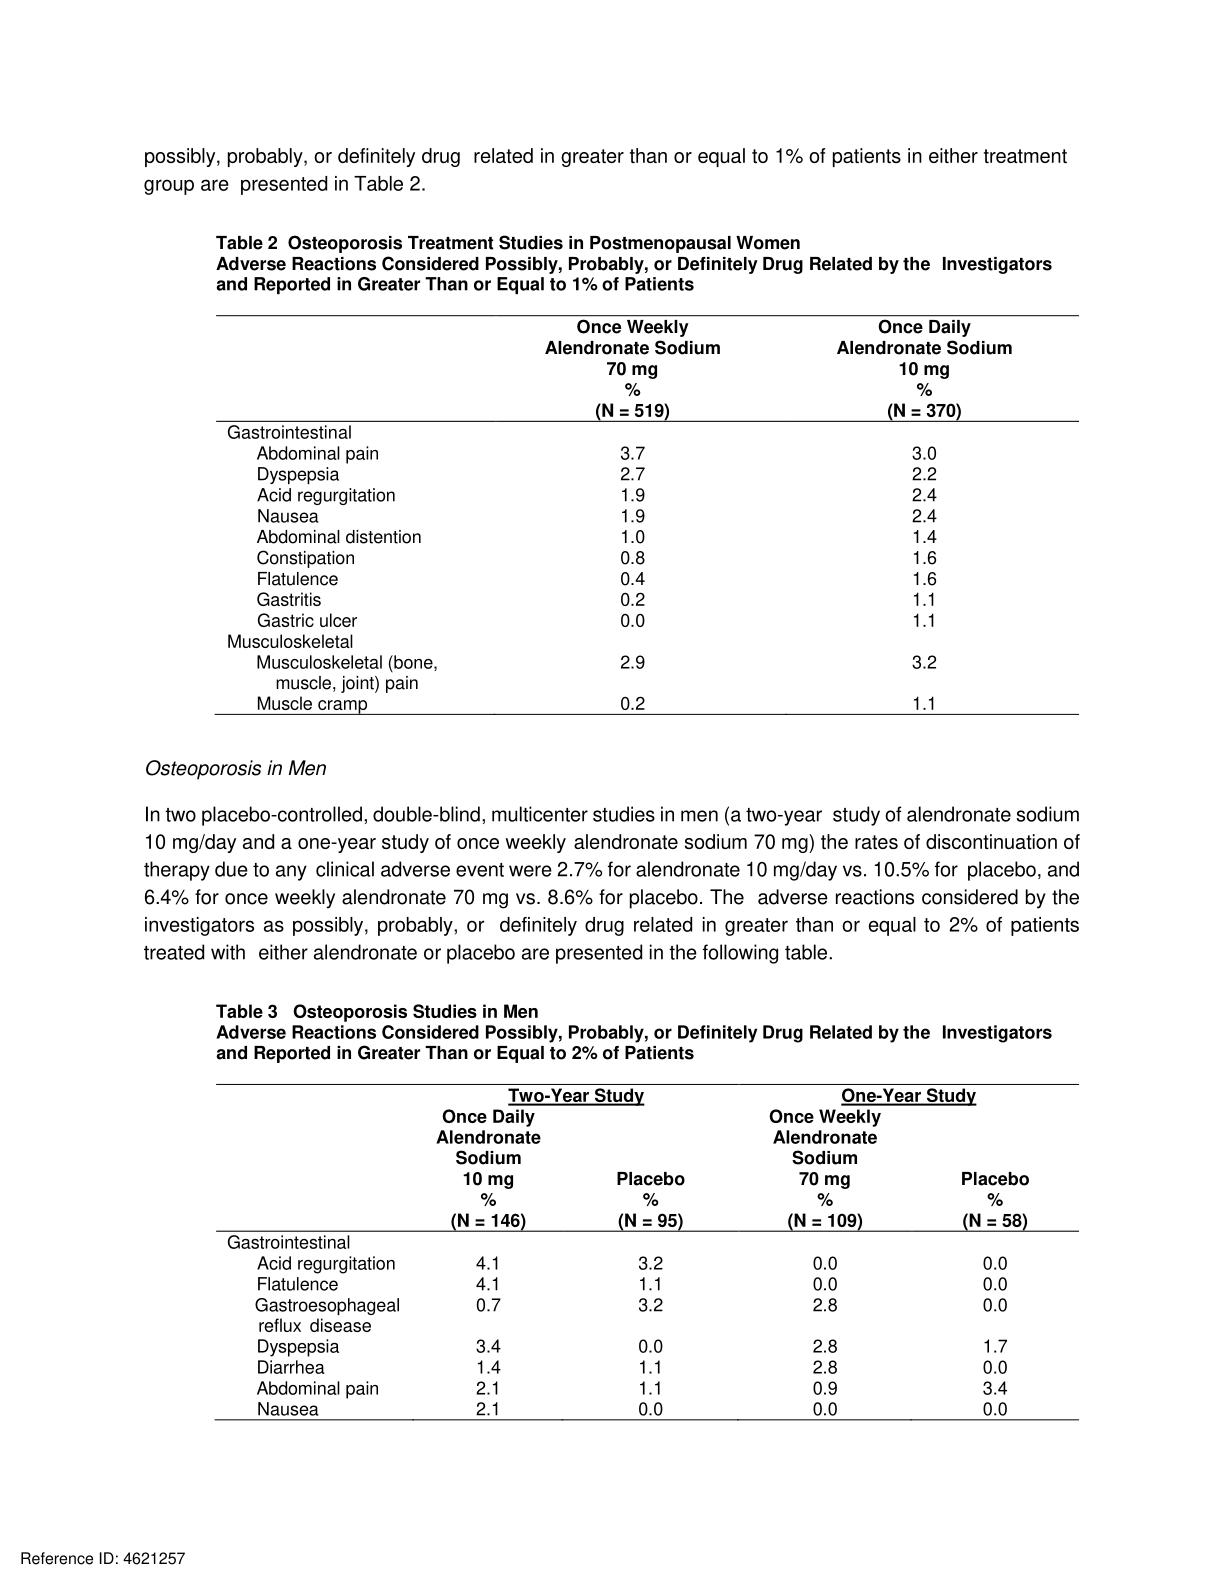 possibly, probably, or definitely drug related in greater than or equal to 1% of patients in either treatment
group are presented in Table 2.
Table 2 Osteoporosis Treatment Studies in Postmenopausal Women
Adverse Reactions Considered Possibly, Probably, or Definitely Drug Related by the Investigators
and Reported in Greater Than or Equal to 1% of Patients
Once Weekly Once Daily
Alendronate Sodium Alendronate Sodium
70 mg 10 mg
% %
(N = 519) (N = 370)
Gastrointestinal
Abdominal pain 3.7 3.0
Dyspepsia 2.7 2.2
Acid regurgitation 1.9 2.4
Nausea 1.9 2.4
Abdominal distention 1.0 1.4
Constipation 0.8 1.6
Flatulence 0.4 1.6
Gastritis 0.2 1.1
Gastric ulcer 0.0 1.1
Musculoskeletal
Musculoskeletal (bone, 2.9 3.2
muscle, joint) pain
Muscle cramp 0.2 1.1
Osteoporosis in Men
In two placebo-controlled, double-blind, multicenter studies in men (a two-year study of alendronate sodium
10 mg/day and a one-year study of once weekly alendronate sodium 70 mg) the rates of discontinuation of
therapy due to any clinical adverse event were 2.7% for alendronate 10 mg/day vs. 10.5% for placebo, and
6.4% for once weekly alendronate 70 mg vs. 8.6% for placebo. The adverse reactions considered by the
investigators as possibly, probably, or definitely drug related in greater than or equal to 2% of patients
treated with either alendronate or placebo are presented in the following table.
Table 3 Osteoporosis Studies in Men
Adverse Reactions Considered Possibly, Probably, or Definitely Drug Related by the Investigators
and Reported in Greater Than or Equal to 2% of Patients
Two-Year Study One-Year Study
Once Daily Once Weekly
Alendronate Alendronate
Sodium Sodium
10 mg Placebo 70 mg Placebo
% % % %
(N = 146) (N = 95) (N = 109) (N = 58)
Gastrointestinal
Acid regurgitation 4.1 3.2 0.0 0.0
Flatulence 4.1 1.1 0.0 0.0
Gastroesophageal 0.7 3.2 2.8 0.0
reflux disease
Dyspepsia 3.4 0.0 2.8 1.7
Diarrhea 1.4 1.1 2.8 0.0
Abdominal pain 2.1 1.1 0.9 3.4
Nausea 2.1 0.0 0.0 0.0
Reference ID: 4621257